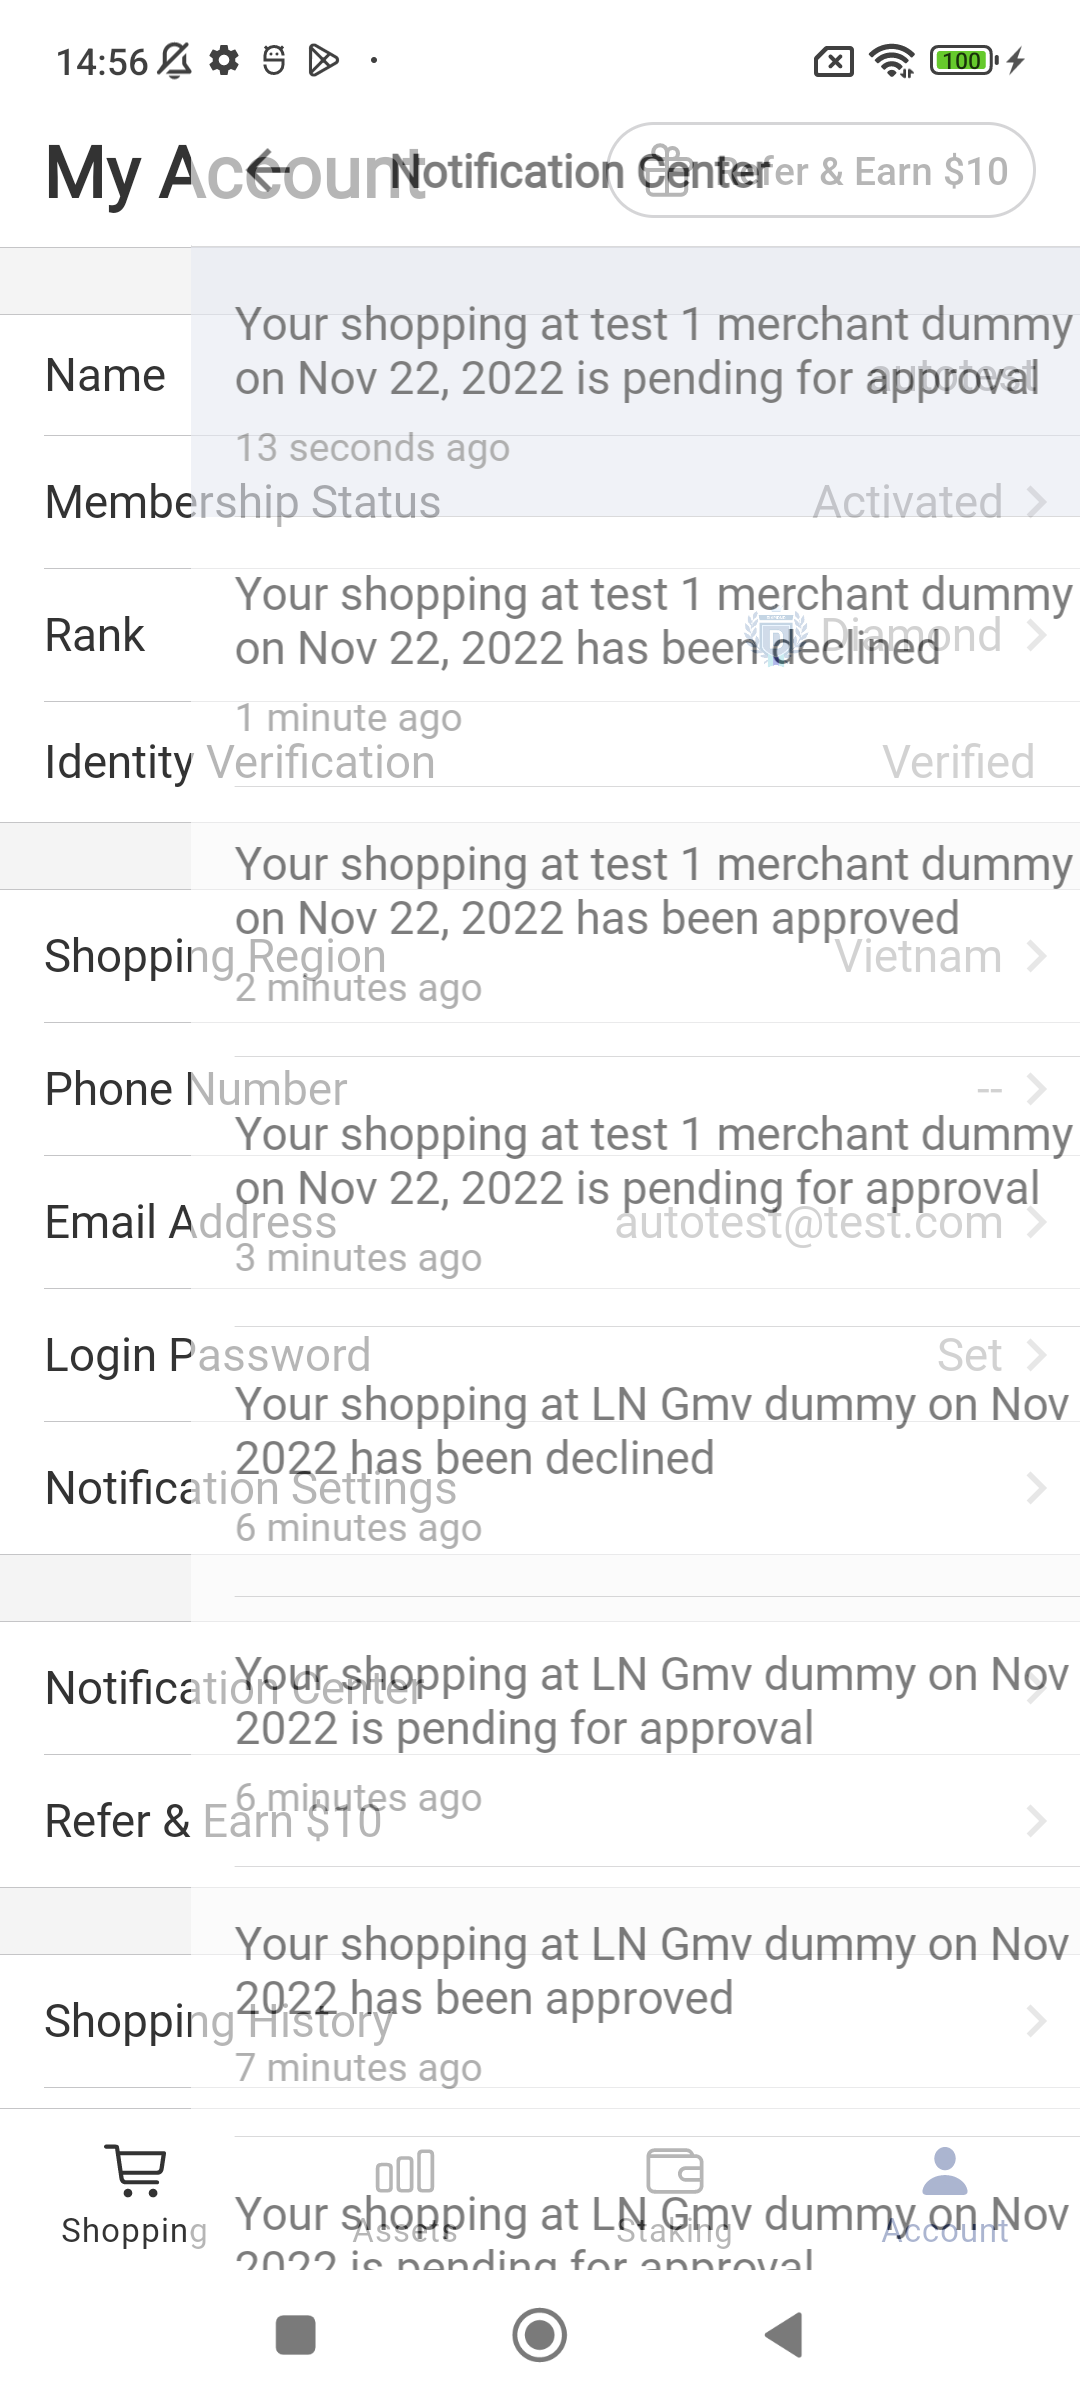 14:56
100
My Account
Notification Center
Refer & Earn $10
Your shopping at test 1 merchant dummy
on Nov 22, 2022 is pending for approval
Name
autotest
13 seconds ago
Membership Status
Activated
Your shopping at test 1 merchant dummy
Rank
Diamond
on Nov 22, 2022 has been declined
1 minute ago
Identity Verification
Verified
Your shopping at test 1 merchant dummy
on Nov 22, 2022 has been approved
Shopping Region
Vietnam
2 minutes ago
Phone Number
--
Your shopping at test 1 merchant dummy
on Nov 22, 2022 is pending for approval
Email Address
autotest@test.com
3 minutes ago
Login Password
Set
Your shopping at LN Gmv dummy on Nov
2022 has been declined
Notification Settings
6 minutes ago
Your shopping at LN Gmv dummy on Nov
Notification Center
2022 is pending for approval
6 minutes ago
Refer & Earn $10
Your shopping at LN Gmv dummy on Nov
2022 has been approved
Shopping History
7 minutes ago
Your shopping at LN Gmv dummy on Nov
Shopping
Assets
Staking
Account
2022 is pending for approval